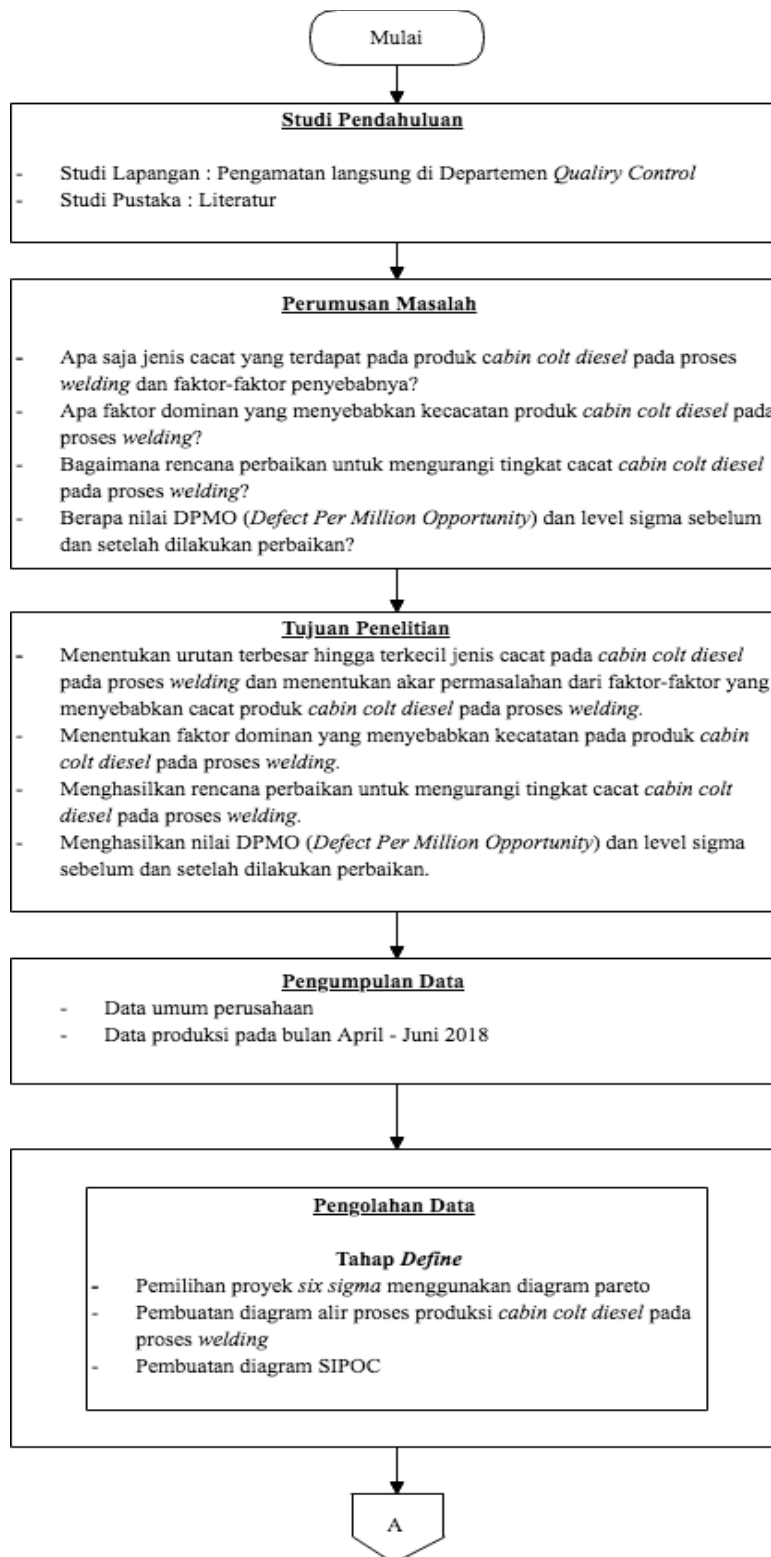 Mulai
Studi Pendahuluan
- Studi Lapangan : Pengamatan langsung di Departemen Qualiry Control
- Studi Pustaka : Literatur
Perumusan Masalah
- Apa saja jenis cacat yang terdapat pada produk cabin colt diesel pada proses
welding dan faktor-faktor penyebabnya?
- Apa faktor dominan yang menyebabkan kecacatan produk cabin colt diesel pada
proses welding?
- Bagaimana rencana perbaikan untuk mengurangi tingkat cacat cabin colt diesel
pada proses welding?
- Berapa nilai DPMO (Defect Per Million Opportunity) dan level sigma sebelum
dan setelah dilakukan perbaikan?
Tujuan Penelitian
- Menentukan urutan terbesar hingga terkecil jenis cacat pada cabin colt diesel
pada proses welding dan menentukan akar permasalahan dari faktor-faktor yang
menyebabkan cacat produk cabin colt diesel pada proses welding.
- Menentukan faktor dominan yang menyebabkan kecatatan pada produk cabin
colt diesel pada proses welding.
- Menghasilkan rencana perbaikan untuk mengurangi tingkat cacat cabin colt
diesel pada proses welding.
- Menghasilkan nilai DPMO (Defect Per Million Opportunity) dan level sigma
sebelum dan setelah dilakukan perbaikan.
Pengumpulan Data
- Data umum perusahaan
- Data produksi pada bulan April - Juni 2018
Pengolahan Data
Tahap Define
- Pemilihan proyek six sigma menggunakan diagram pareto
- Pembuatan diagram alir proses produksi cabin colt diesel pada
proses welding
- Pembuatan diagram SIPOC
A